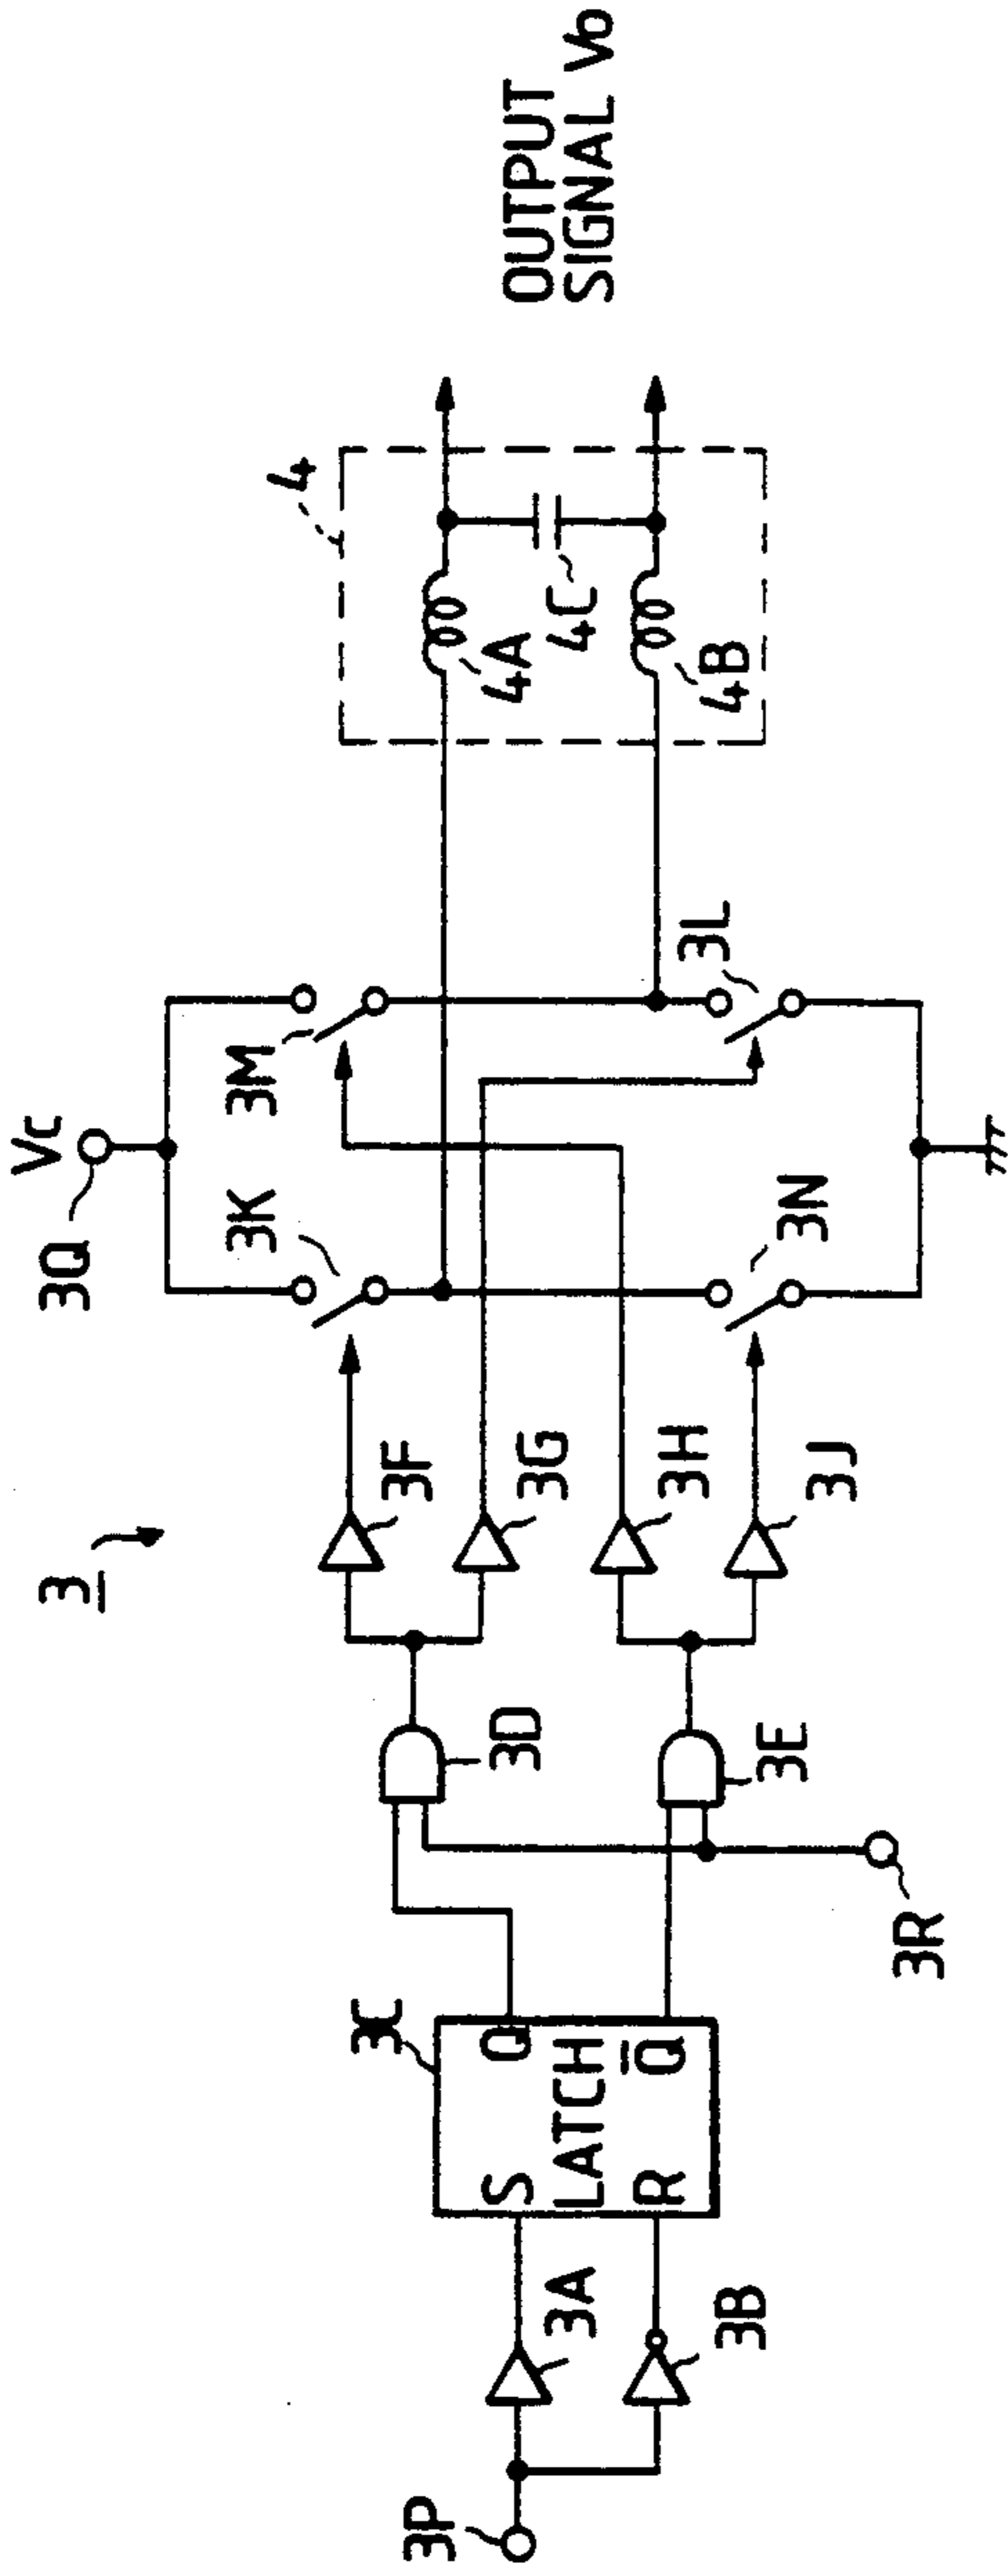 3
3Q
Vc
3P
3A
3B
3C
S
Q
LATCH
R
Q̅
3D
3E
3R
3F
3G
3H
3J
3K
3M
3N
3L
4
4A
4C
4B
OUTPUT
SIGNAL Vo